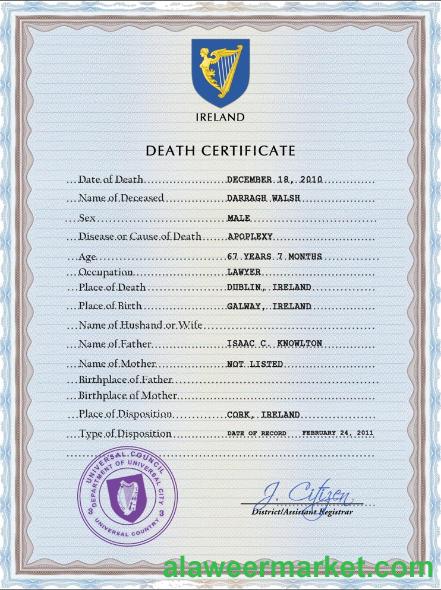 IRELAND
DEATH CERTIFICATE
...Date of Death....................DECEMBER 18, 2010
...Name of Deceased............DARRAGH WALSH
...Sex...................................MALE
...Disease or Cause of Death....APOPLEXY
...Age...................................67 YEARS 7 MONTHS
...Occupation......................LAWYER
...Place of Death..................DUBLIN, IRELAND
...Place of Birth...................GALWAY, IRELAND
...Name of Husband or Wife
...Name of Father................ISAAC C. KNOWLTON
...Name of Mother...............NOT LISTED
...Birthplace of Father
...Birthplace of Mother
...Place of Disposition..........CORK, IRELAND
...Type of Disposition...........DATE OF RECORD FEBRUARY 24, 2011
UNIVERSAL COUNCIL
DEPARTMENT OF UNIVERSAL CITY
UNIVERSAL COUNTRY
J. Citizen
District/Assistant Registrar
alaweermarket.com